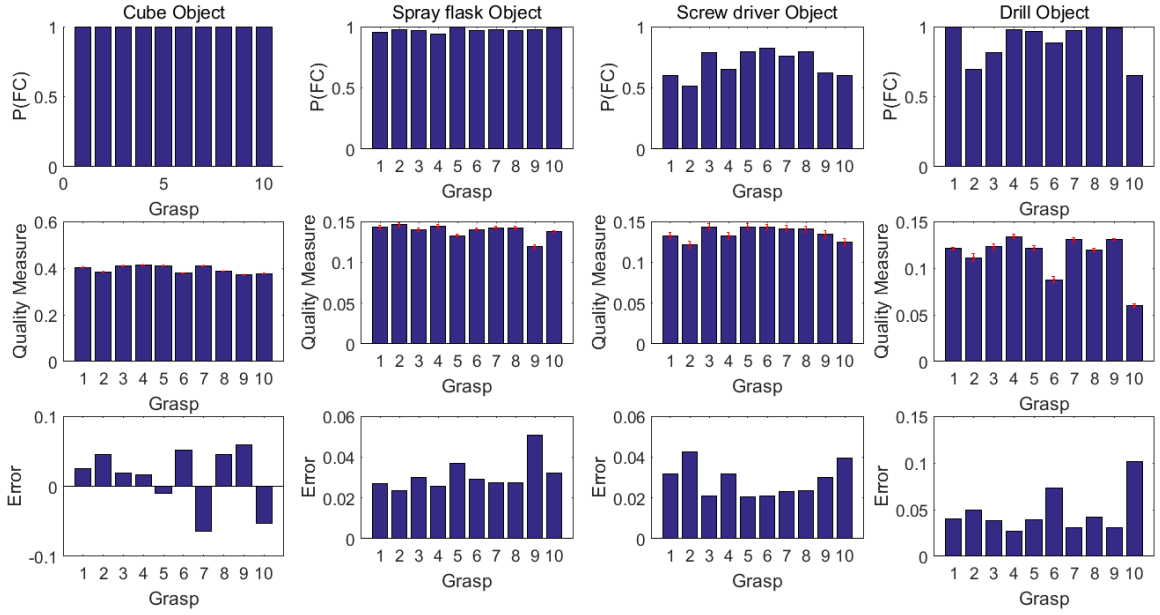 Cube Object
P(FC)
1
0.5
0
0 5 10
Grasp
Spray flask Object
P(FC)
1
0.5
0
1 2 3 4 5 6 7 8 9 10
Grasp
Screw driver Object
P(FC)
1
0.5
0
1 2 3 4 5 6 7 8 9 10
Grasp
Drill Object
P(FC)
1
0.5
0
1 2 3 4 5 6 7 8 9 10
Grasp
Quality Measure
0.6
0.4
0.2
0
1 2 3 4 5 6 7 8 9 10
Grasp
Quality Measure
0.15
0.1
0.05
0
1 2 3 4 5 6 7 8 9 10
Grasp
Quality Measure
0.15
0.1
0.05
0
1 2 3 4 5 6 7 8 9 10
Grasp
Quality Measure
0.15
0.1
0.05
0
1 2 3 4 5 6 7 8 9 10
Grasp
Error
0.1
0
-0.1
1 2 3 4 5 6 7 8 9 10
Grasp
Error
0.06
0.04
0.02
0
1 2 3 4 5 6 7 8 9 10
Grasp
Error
0.06
0.04
0.02
0
1 2 3 4 5 6 7 8 9 10
Grasp
Error
0.15
0.1
0.05
0
1 2 3 4 5 6 7 8 9 10
Grasp